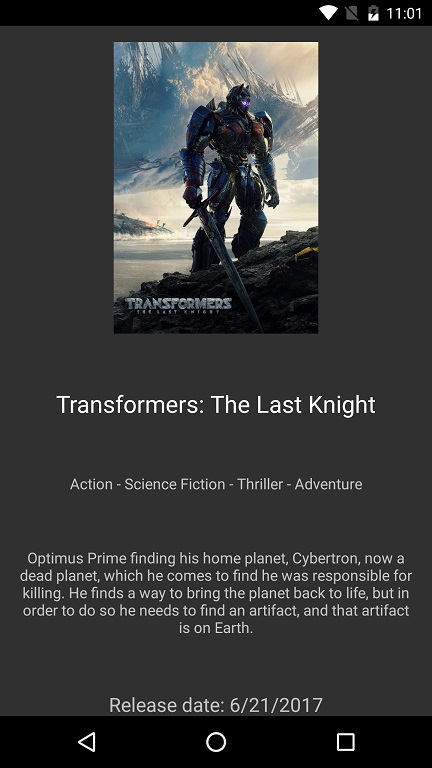 11:01
TRANSFORMERS
THE LAST KNIGHT
Transformers: The Last Knight
Action - Science Fiction - Thriller - Adventure
Optimus Prime finding his home planet, Cybertron, now a
dead planet, which he comes to find he was responsible for
killing. He finds a way to bring the planet back to life, but in
order to do so he needs to find an artifact, and that artifact
is on Earth.
Release date: 6/21/2017